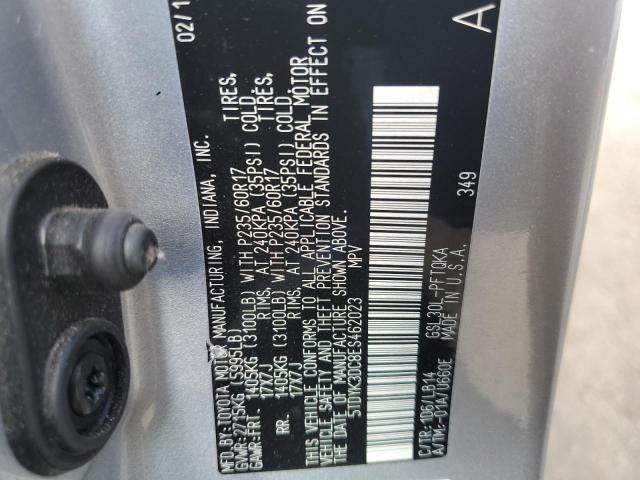 MFD.BY: TOYOTA MOTOR MANUFACTURING, INDIANA, INC.
02/1
GVWR:2715KG (5995LB)
GAWR:FRT. 1405KG (3100LB) WITH P235/60R17 TIRES,
17X7J RIMS, AT 240KPA (35PSI) COLD.
RR. 1405KG (3100LB) WITH P235/60R17 TIRES,
17X7J RIMS, AT 240KPA (35PSI) COLD.
THIS VEHICLE CONFORMS TO ALL APPLICABLE FEDERAL MOTOR
VEHICLE SAFETY AND THEFT PREVENTION STANDARDS IN EFFECT ON
THE DATE OF MANUFACTURE SHOWN ABOVE.
5TDYK3DC8ES462023 MPV
C/TR: 1D6/LB14 GSL30L-PFTQKA
A/TM:-01A/U660E MADE IN U.S.A.
349
A